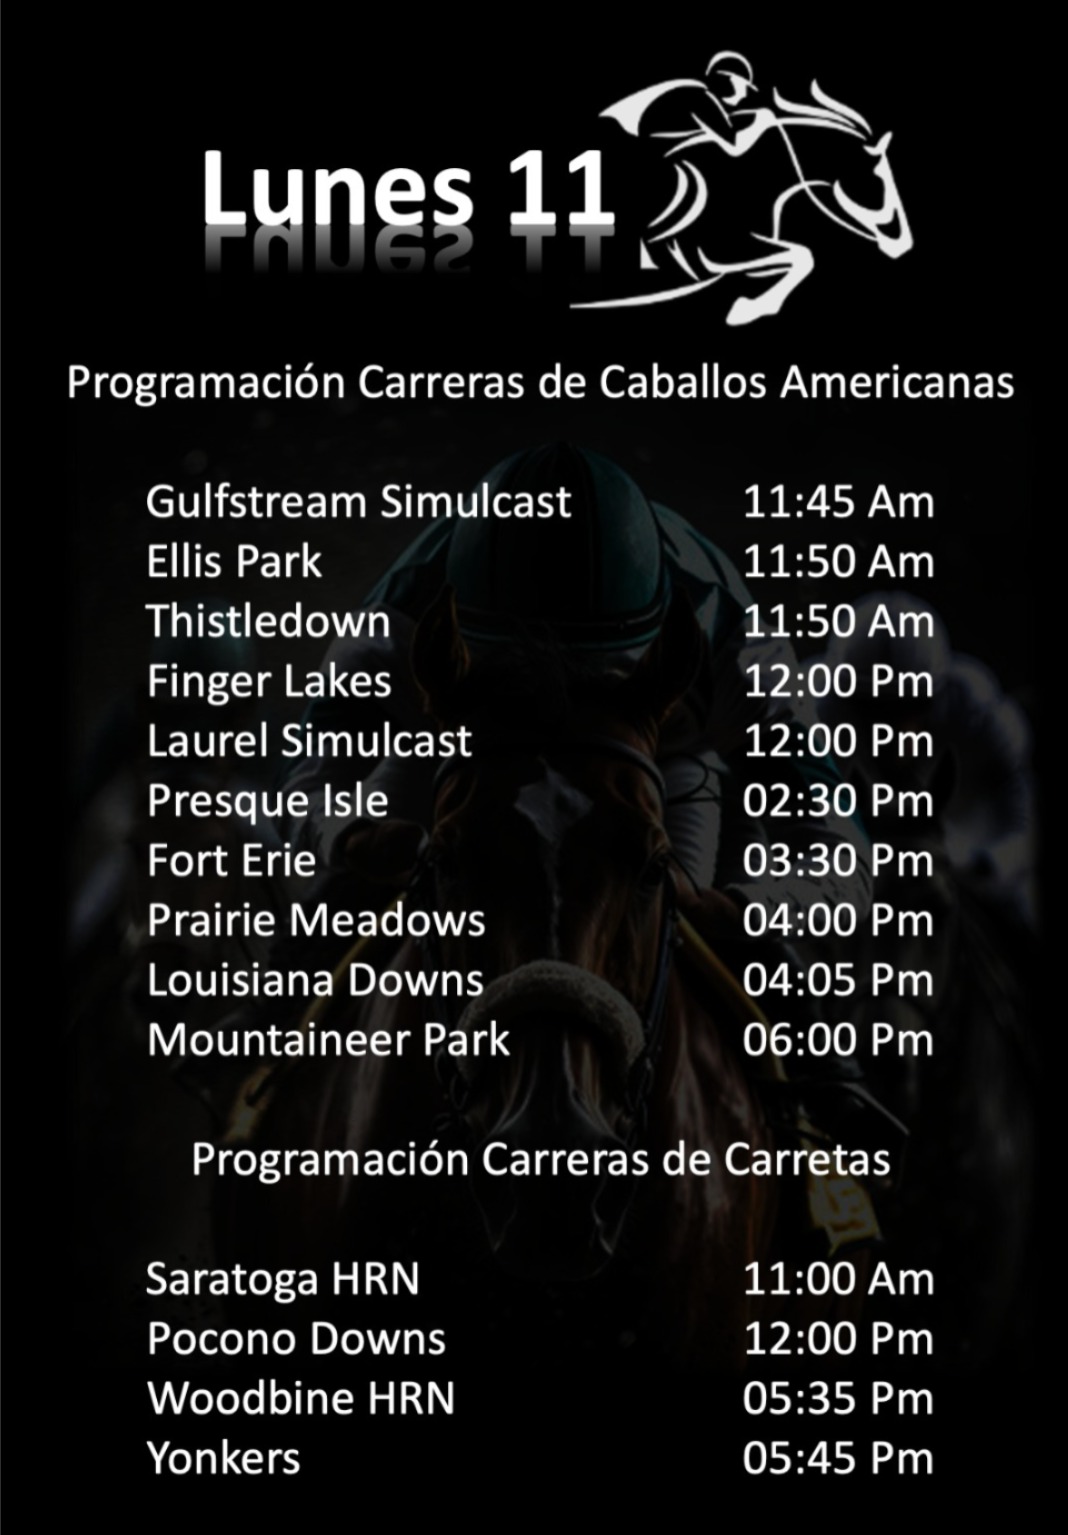 Lunes 11
Programación Carreras de Caballos Americanas
Gulfstream Simulcast 11:45 Am
Ellis Park 11:50 Am
Thistledown 11:50 Am
Finger Lakes 12:00 Pm
Laurel Simulcast 12:00 Pm
Presque Isle 02:30 Pm
Fort Erie 03:30 Pm
Prairie Meadows 04:00 Pm
Louisiana Downs 04:05 Pm
Mountaineer Park 06:00 Pm
Programación Carreras de Carretas
Saratoga HRN 11:00 Am
Pocono Downs 12:00 Pm
Woodbine HRN 05:35 Pm
Yonkers 05:45 Pm